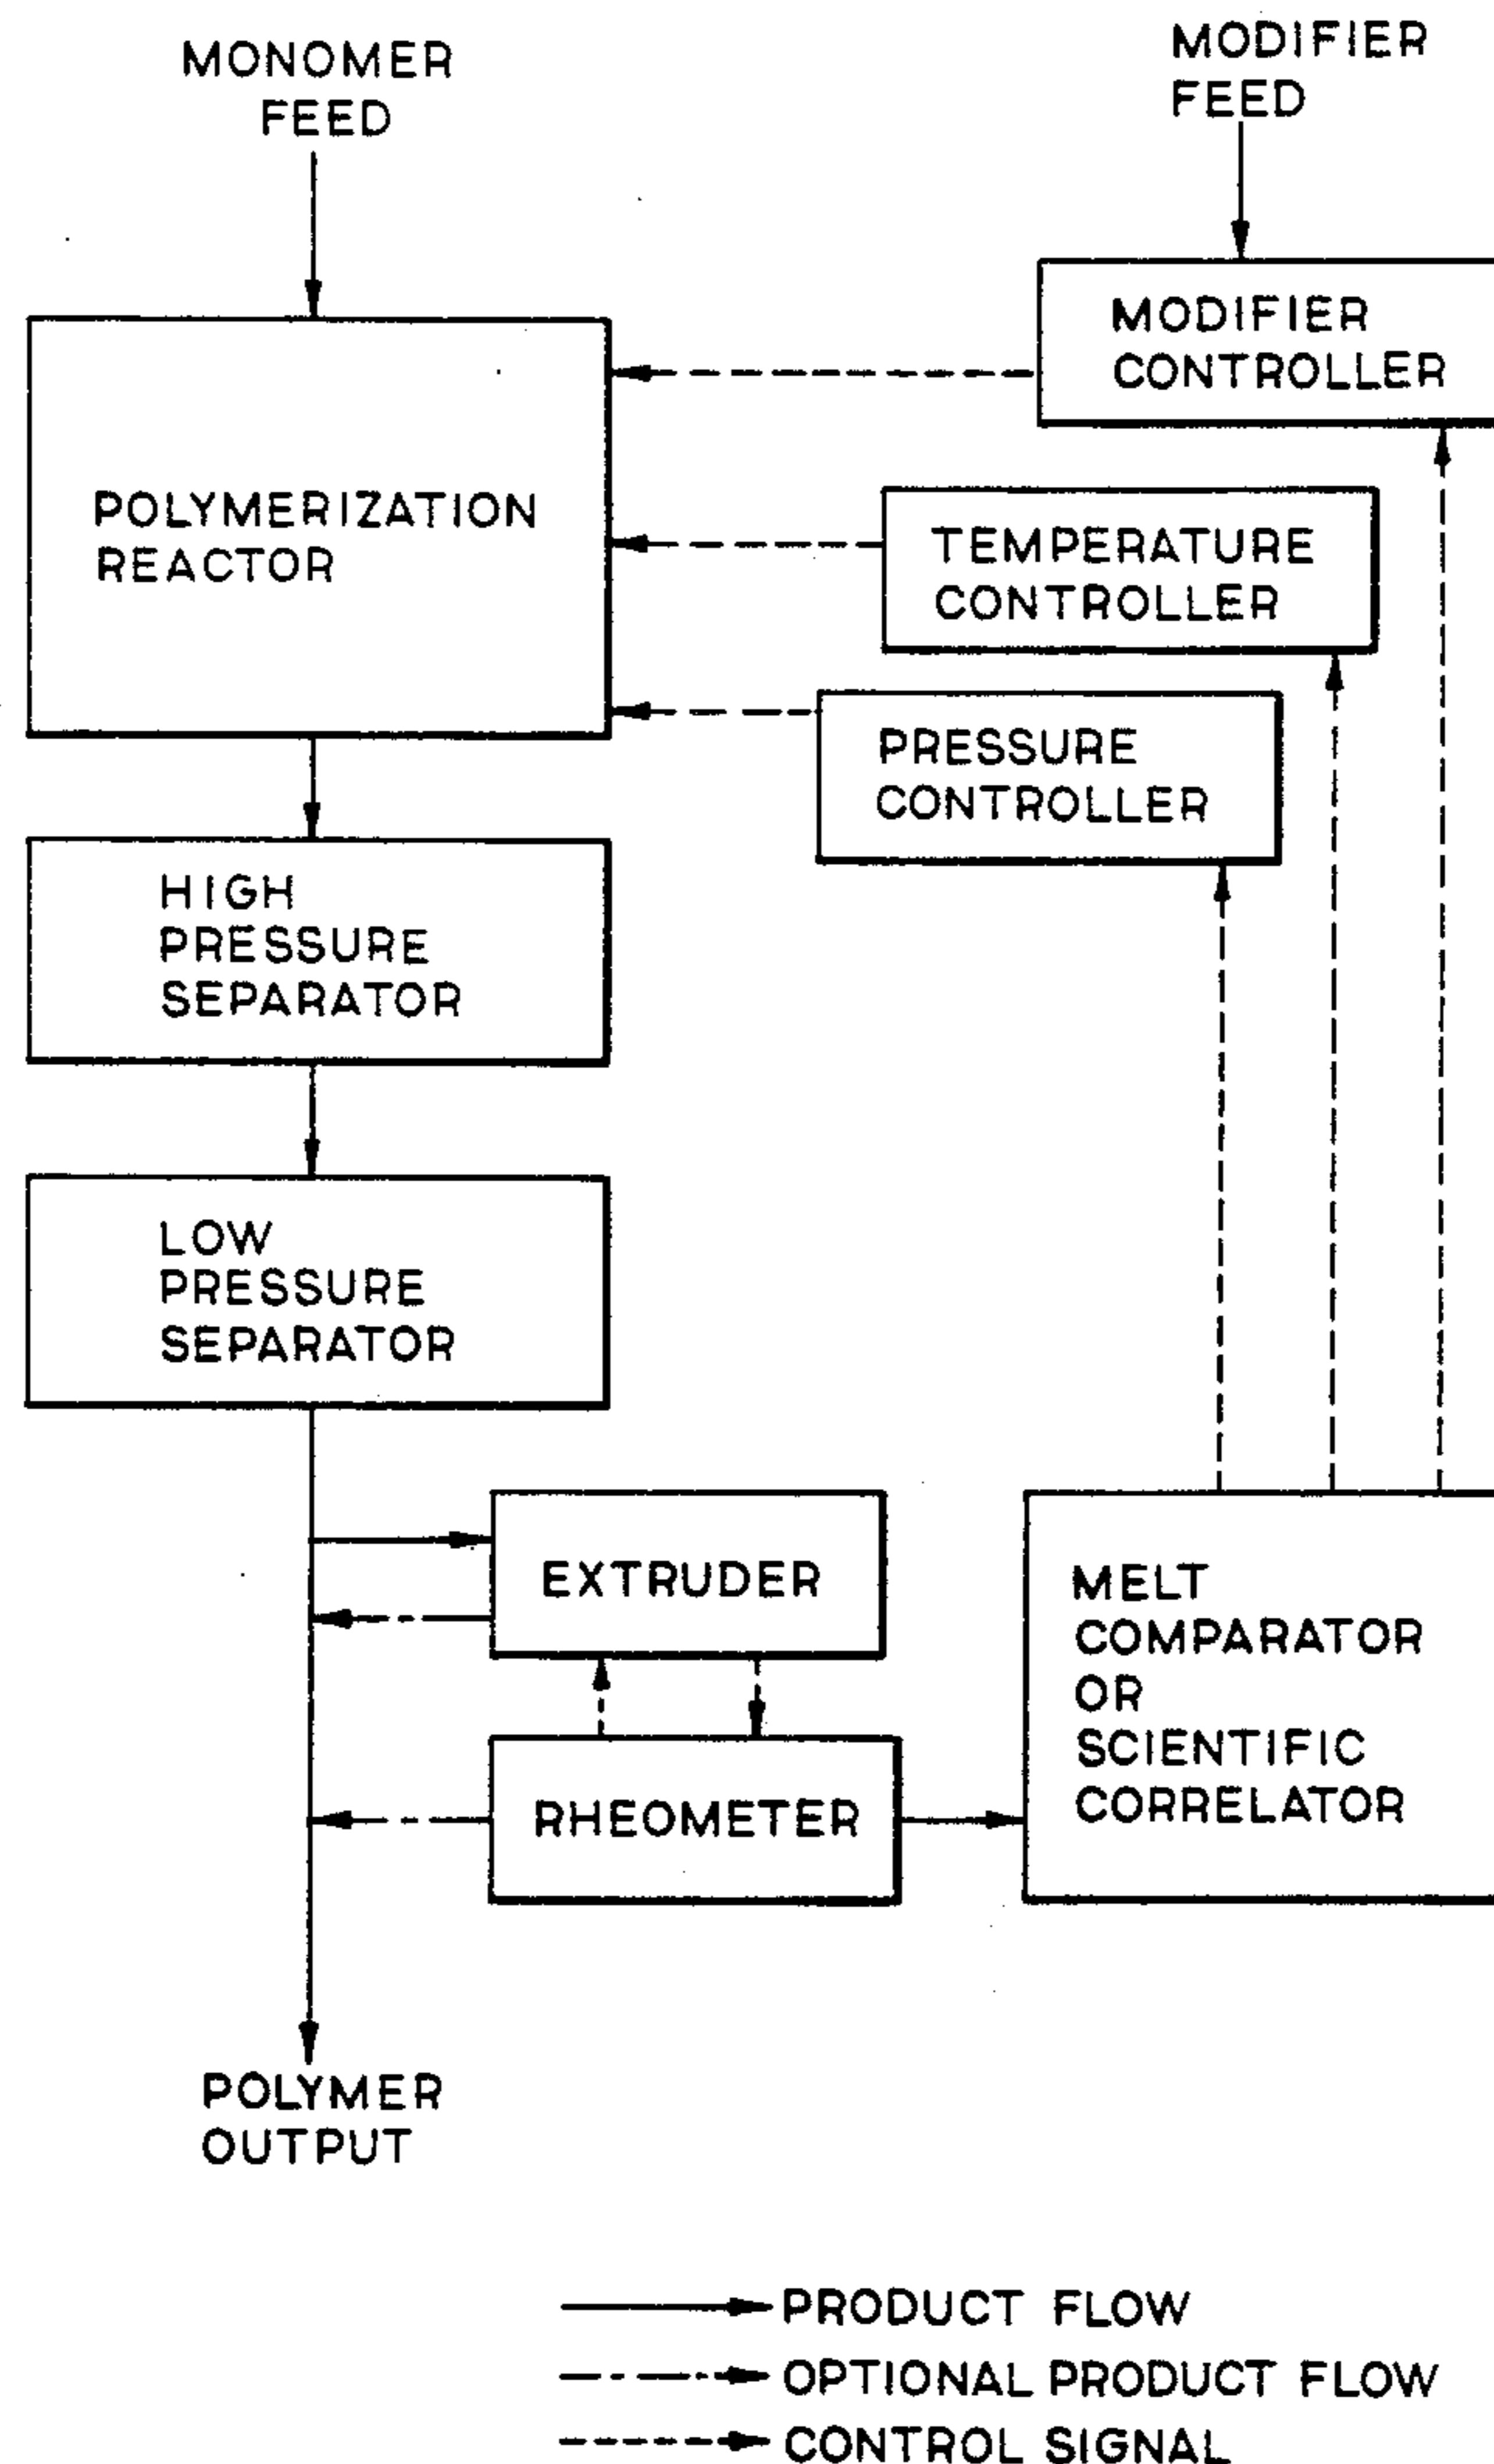 MONOMER
FEED
MODIFIER
FEED
MODIFIER
CONTROLLER
POLYMERIZATION
REACTOR
TEMPERATURE
CONTROLLER
PRESSURE
CONTROLLER
HIGH
PRESSURE
SEPARATOR
LOW
PRESSURE
SEPARATOR
EXTRUDER
MELT
COMPARATOR
OR
SCIENTIFIC
CORRELATOR
RHEOMETER
POLYMER
OUTPUT
PRODUCT FLOW
OPTIONAL PRODUCT FLOW
CONTROL SIGNAL